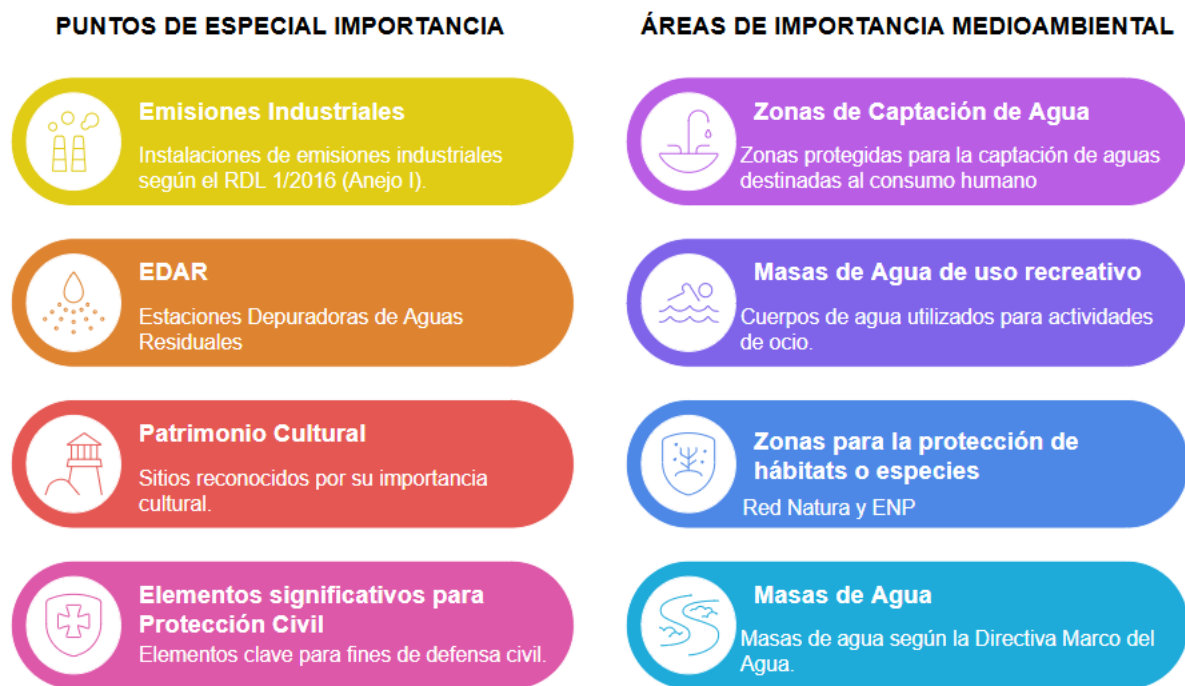 PUNTOS DE ESPECIAL IMPORTANCIA
Emisiones Industriales
Instalaciones de emisiones industriales
según el RDL 1/2016 (Anejo I).
EDAR
Estaciones Depuradoras de Aguas
Residuales
Patrimonio Cultural
Sitios reconocidos por su importancia
cultural.
Elementos significativos para
Protección Civil
Elementos clave para fines de defensa civil.
ÁREAS DE IMPORTANCIA MEDIOAMBIENTAL
Zonas de Captación de Agua
Zonas protegidas para la captación de aguas
destinadas al consumo humano
Masas de Agua de uso recreativo
Cuerpos de agua utilizados para actividades
de ocio.
Zonas para la protección de
hábitats o especies
Red Natura y ENP
Masas de Agua
Masas de agua según la Directiva Marco del
Agua.